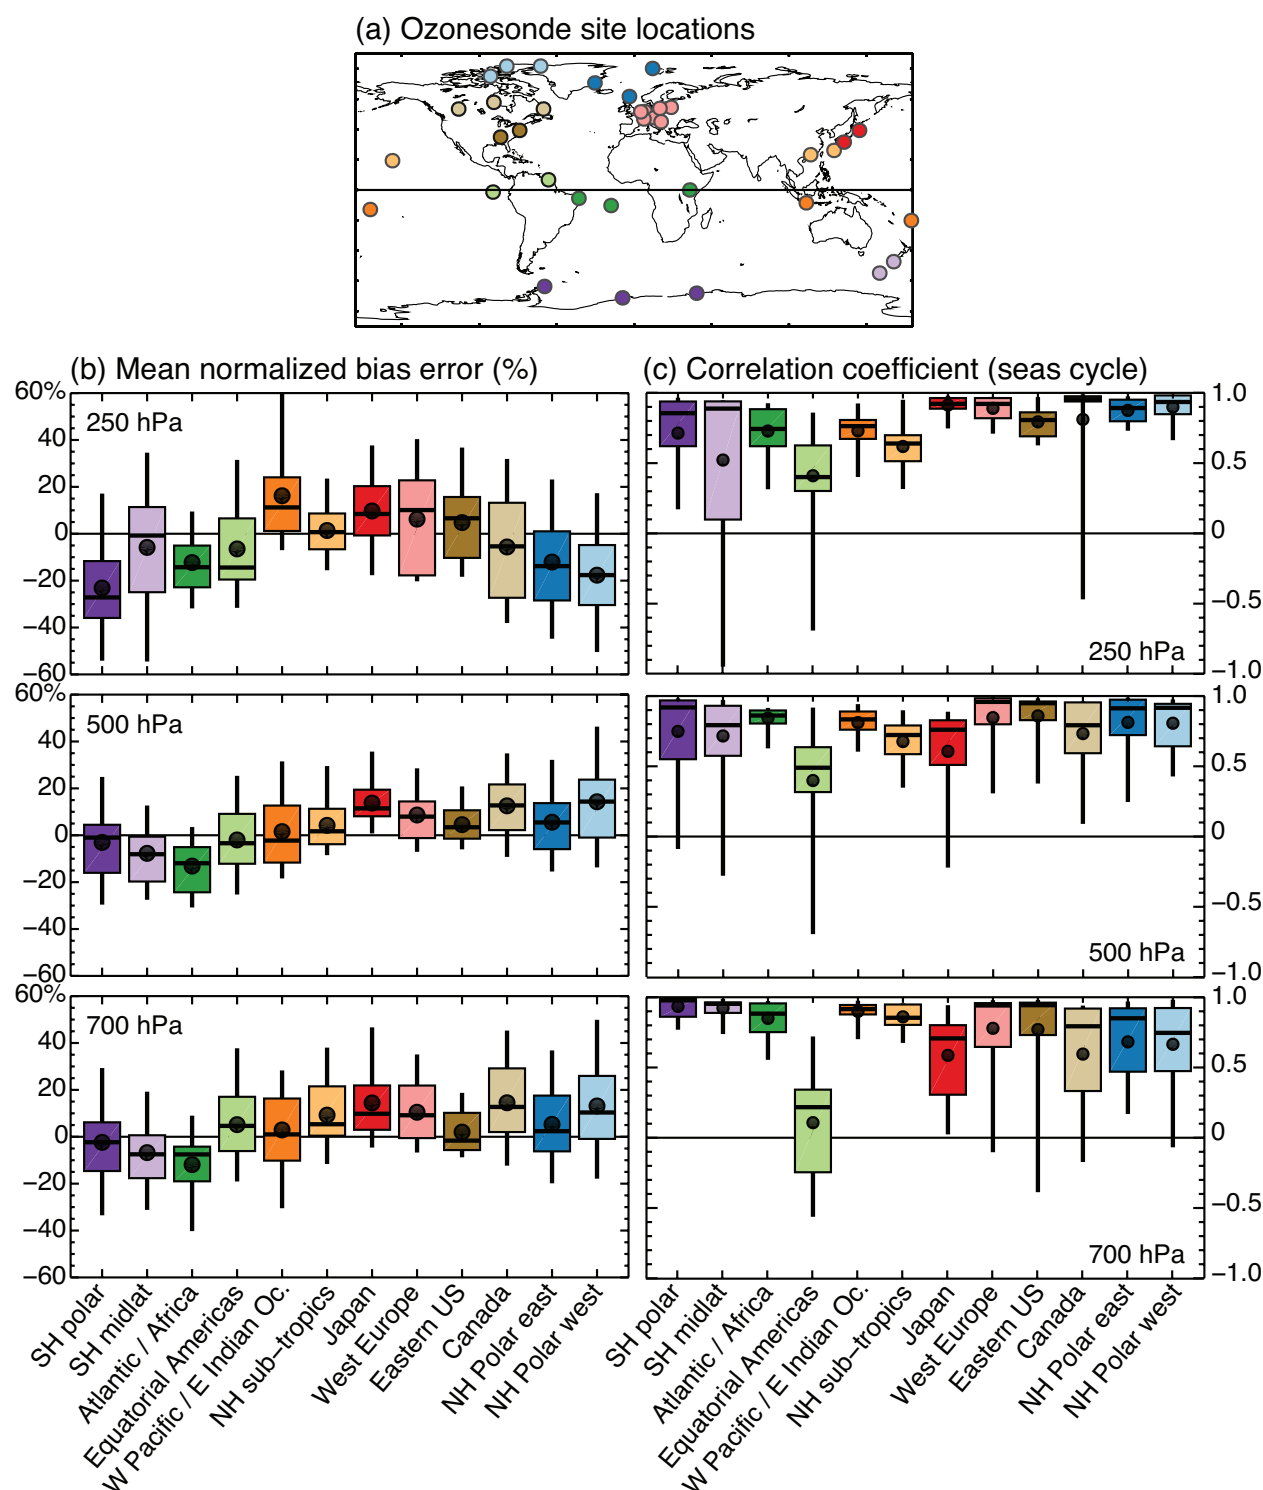 (a) Ozonesonde site locations
(b) Mean normalized bias error (%)
(c) Correlation coefficient (seas cycle)
60%
40
20
0
−20
−40
−60
250 hPa
1.0
0.5
0
−0.5
−1.0
250 hPa
60%
40
20
0
−20
−40
−60
500 hPa
1.0
0.5
0
−0.5
−1.0
500 hPa
60%
40
20
0
−20
−40
−60
700 hPa
1.0
0.5
0
−0.5
−1.0
700 hPa
SH polar
SH midlat
Atlantic / Africa
Equatorial Americas
W Pacific / E Indian Oc.
NH sub−tropics
Japan
West Europe
Eastern US
Canada
NH Polar east
NH Polar west
SH polar
SH midlat
Atlantic / Africa
Equatorial Americas
W Pacific / E Indian Oc.
NH sub−tropics
Japan
West Europe
Eastern US
Canada
NH Polar east
NH Polar west